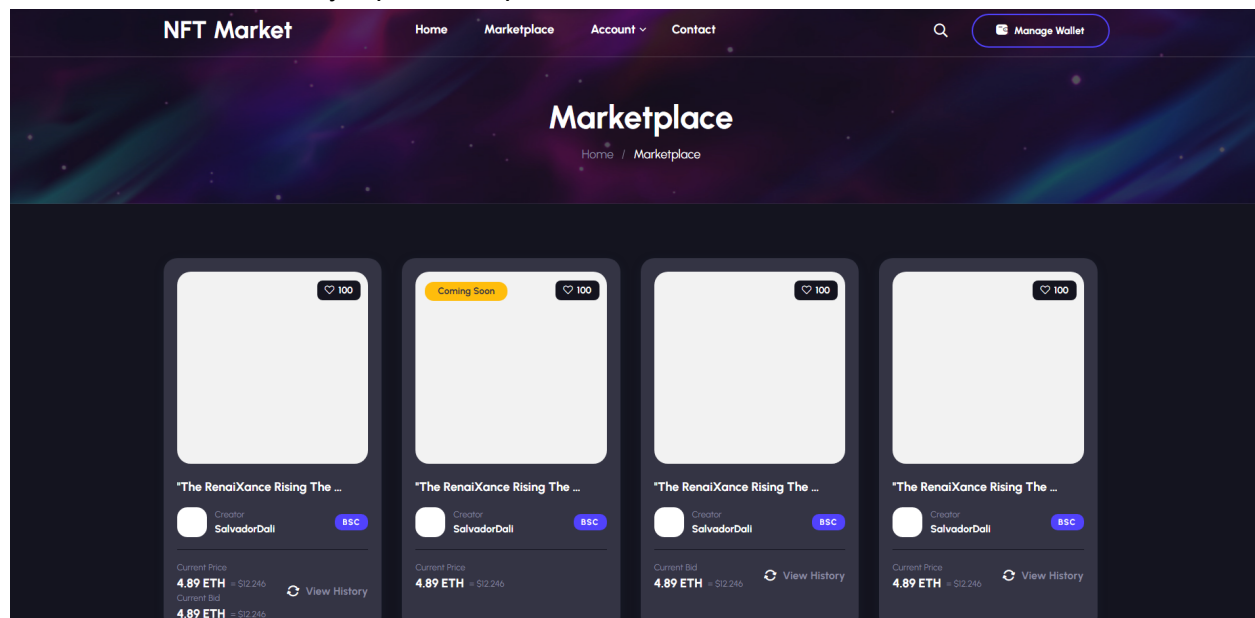 NFT Market
Home Marketplace Account Contact
Manage Wallet
Marketplace
Home / Marketplace
100
"The RenaiXance Rising The ...
Creator
SalvadorDali
BSC
Current Price
4.89 ETH = $12.246
Current Bid
4.89 ETH = $12.246
View History
Coming Soon
100
"The RenaiXance Rising The ...
Creator
SalvadorDali
BSC
Current Price
4.89 ETH = $12.246
100
"The RenaiXance Rising The ...
Creator
SalvadorDali
BSC
Current Bid
4.89 ETH = $12.246
View History
100
"The RenaiXance Rising The ...
Creator
SalvadorDali
BSC
Current Price
4.89 ETH = $12.246
View History